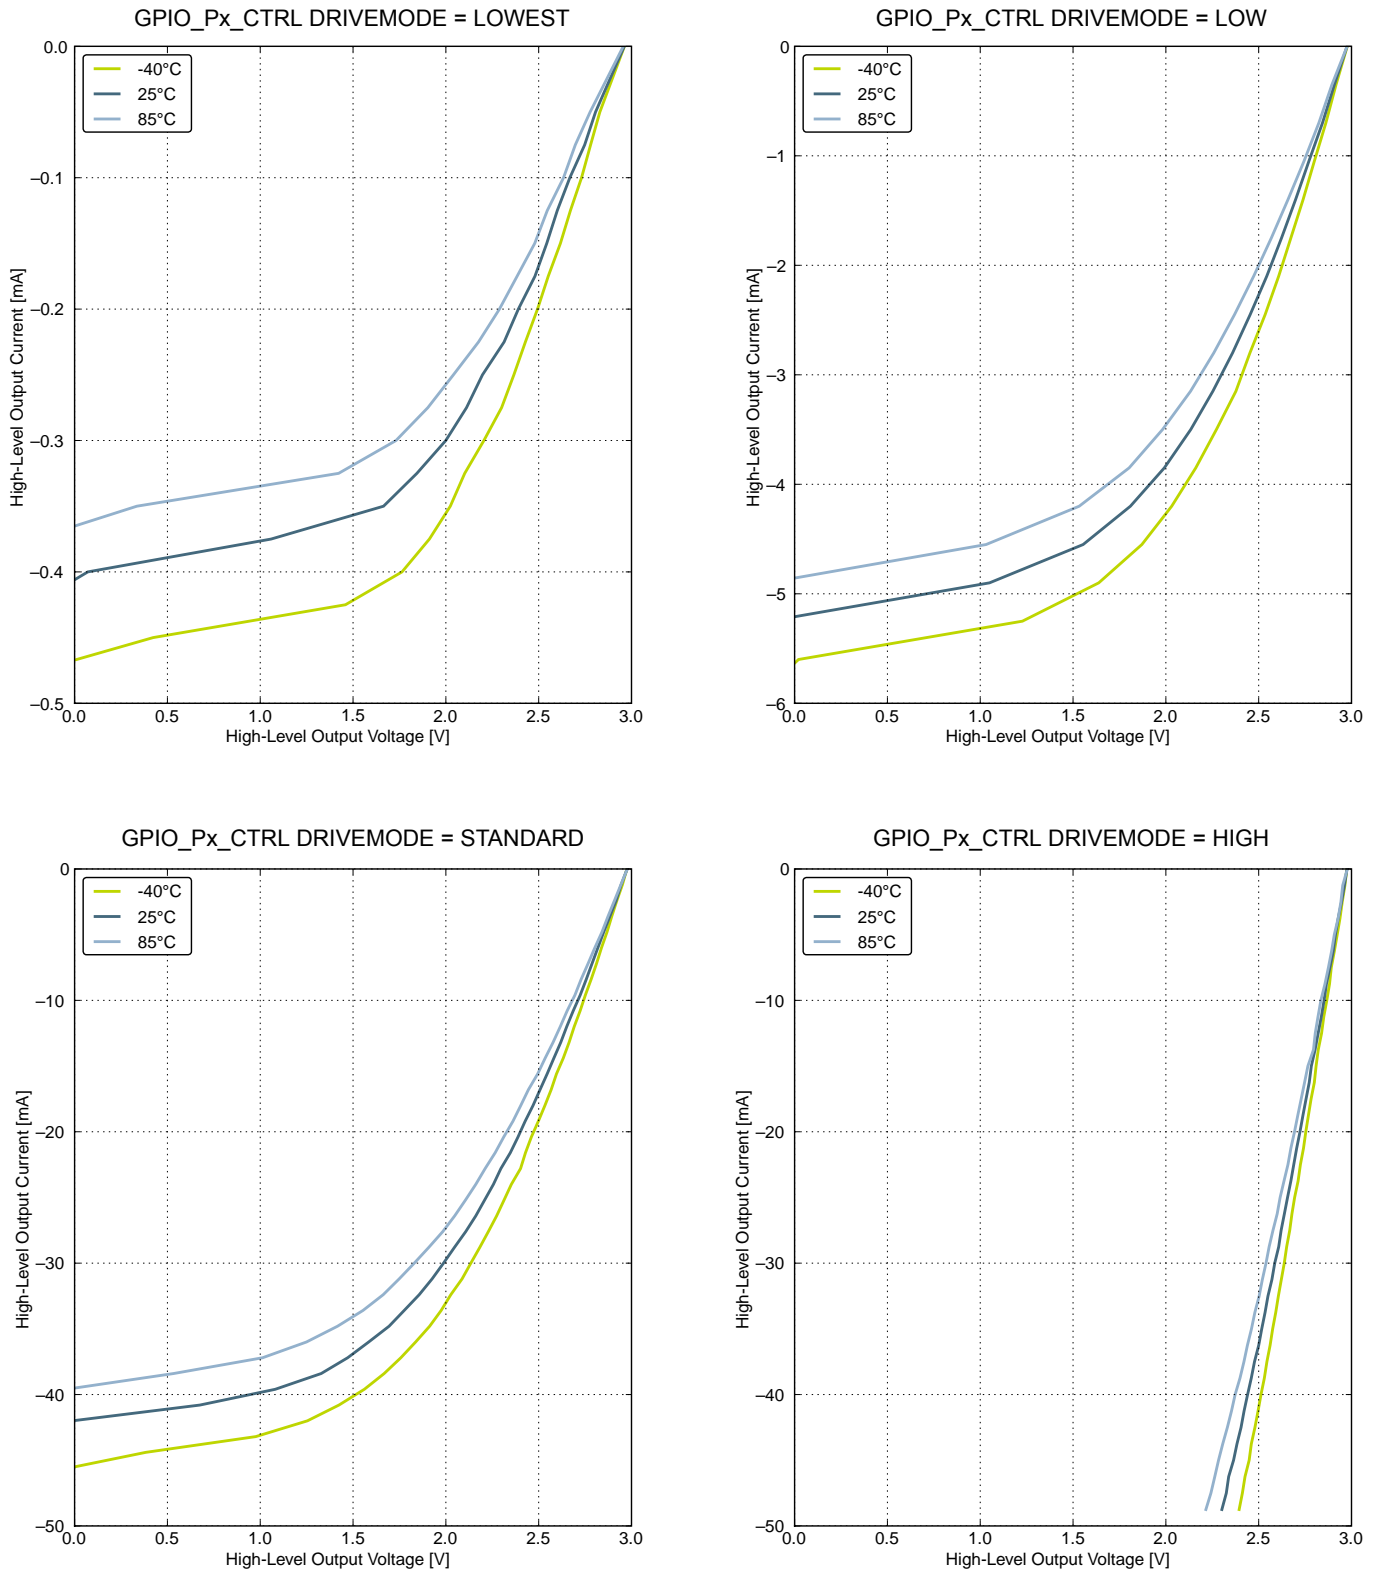 GPIO_Px_CTRL DRIVEMODE = LOWEST
-40°C
25°C
85°C
0.0
–0.1
–0.2
–0.3
–0.4
–0.5
High-Level Output Current [mA]
0.0 0.5 1.0 1.5 2.0 2.5 3.0
High-Level Output Voltage [V]
GPIO_Px_CTRL DRIVEMODE = LOW
-40°C
25°C
85°C
0
–1
–2
–3
–4
–5
–6
High-Level Output Current [mA]
0.0 0.5 1.0 1.5 2.0 2.5 3.0
High-Level Output Voltage [V]
GPIO_Px_CTRL DRIVEMODE = STANDARD
-40°C
25°C
85°C
0
–10
–20
–30
–40
–50
High-Level Output Current [mA]
0.0 0.5 1.0 1.5 2.0 2.5 3.0
High-Level Output Voltage [V]
GPIO_Px_CTRL DRIVEMODE = HIGH
-40°C
25°C
85°C
0
–10
–20
–30
–40
–50
High-Level Output Current [mA]
0.0 0.5 1.0 1.5 2.0 2.5 3.0
High-Level Output Voltage [V]